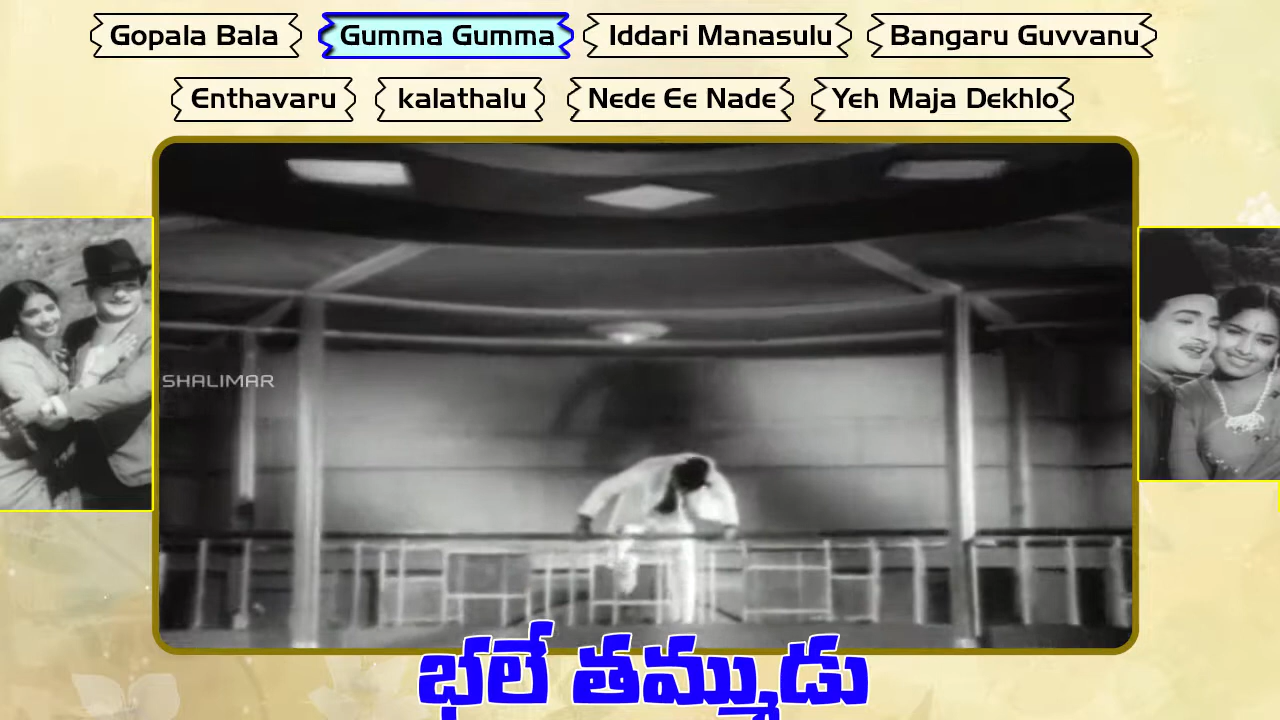 Gopala Bala Gumma Gumma Iddari Manasulu Bangaru Guvvanu
Enthavaru kalathalu Nede Ee Nade Yeh Maja Dekhlo
SHALIMAR
భలే తమ్ముడు